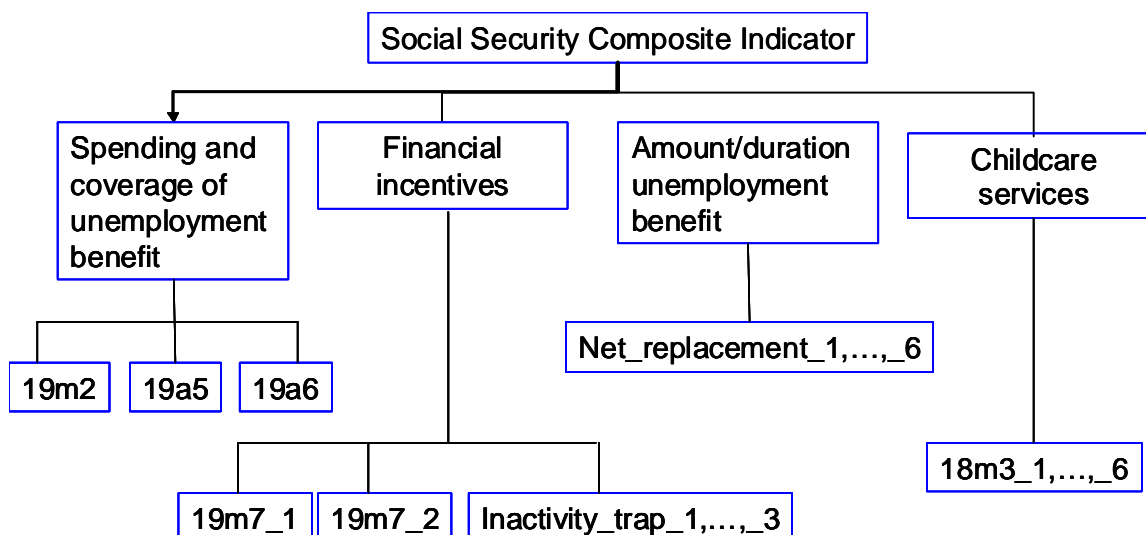 Social Security Composite Indicator
Spending and
coverage of
unemployment
benefit
Financial
incentives
Amount/duration
unemployment
benefit
Childcare
services
Net_replacement_1,…,_6
19m2
19a5
19a6
18m3_1,…,_6
19m7_1
19m7_2
Inactivity_trap_1,…,_3